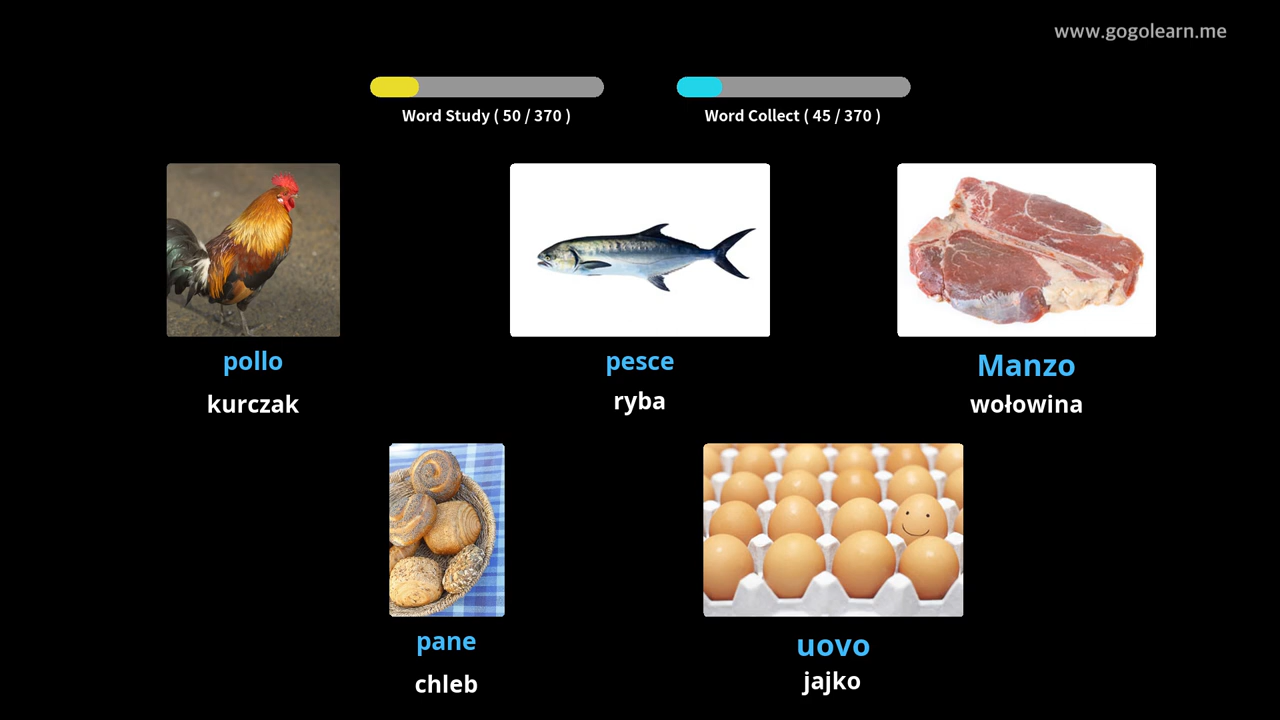 www.gogolearn.me
Word Study ( 50 / 370 )
Word Collect ( 45 / 370 )
pollo
pesce
Manzo
kurczak
ryba
wołowina
pane
uovo
chleb
jajko